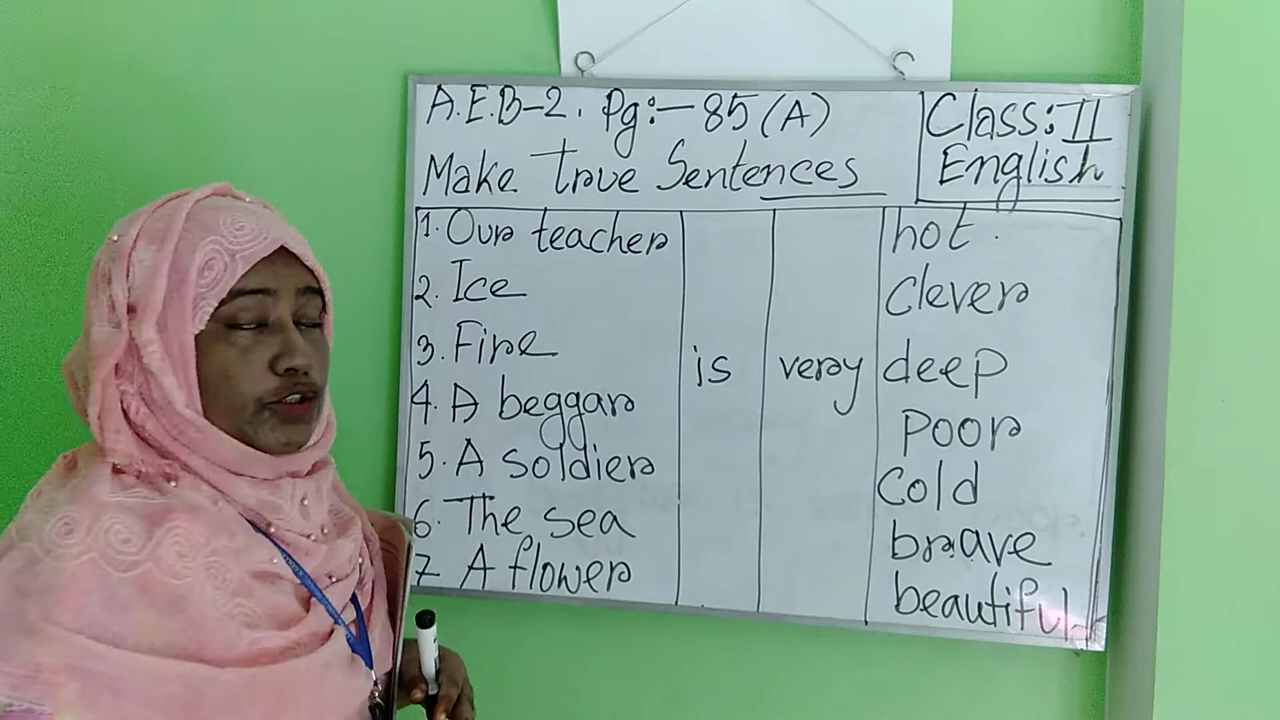 A.E.B-2. Pg:-85(A)
Make True Sentences
Class: II
English
1. Our teacher
2. Ice
3. Fire
4. A beggar
5. A soldier
6. The sea
7 A flower
is
very
hot.
Clever
deep
Poor
Cold
brave
beautiful